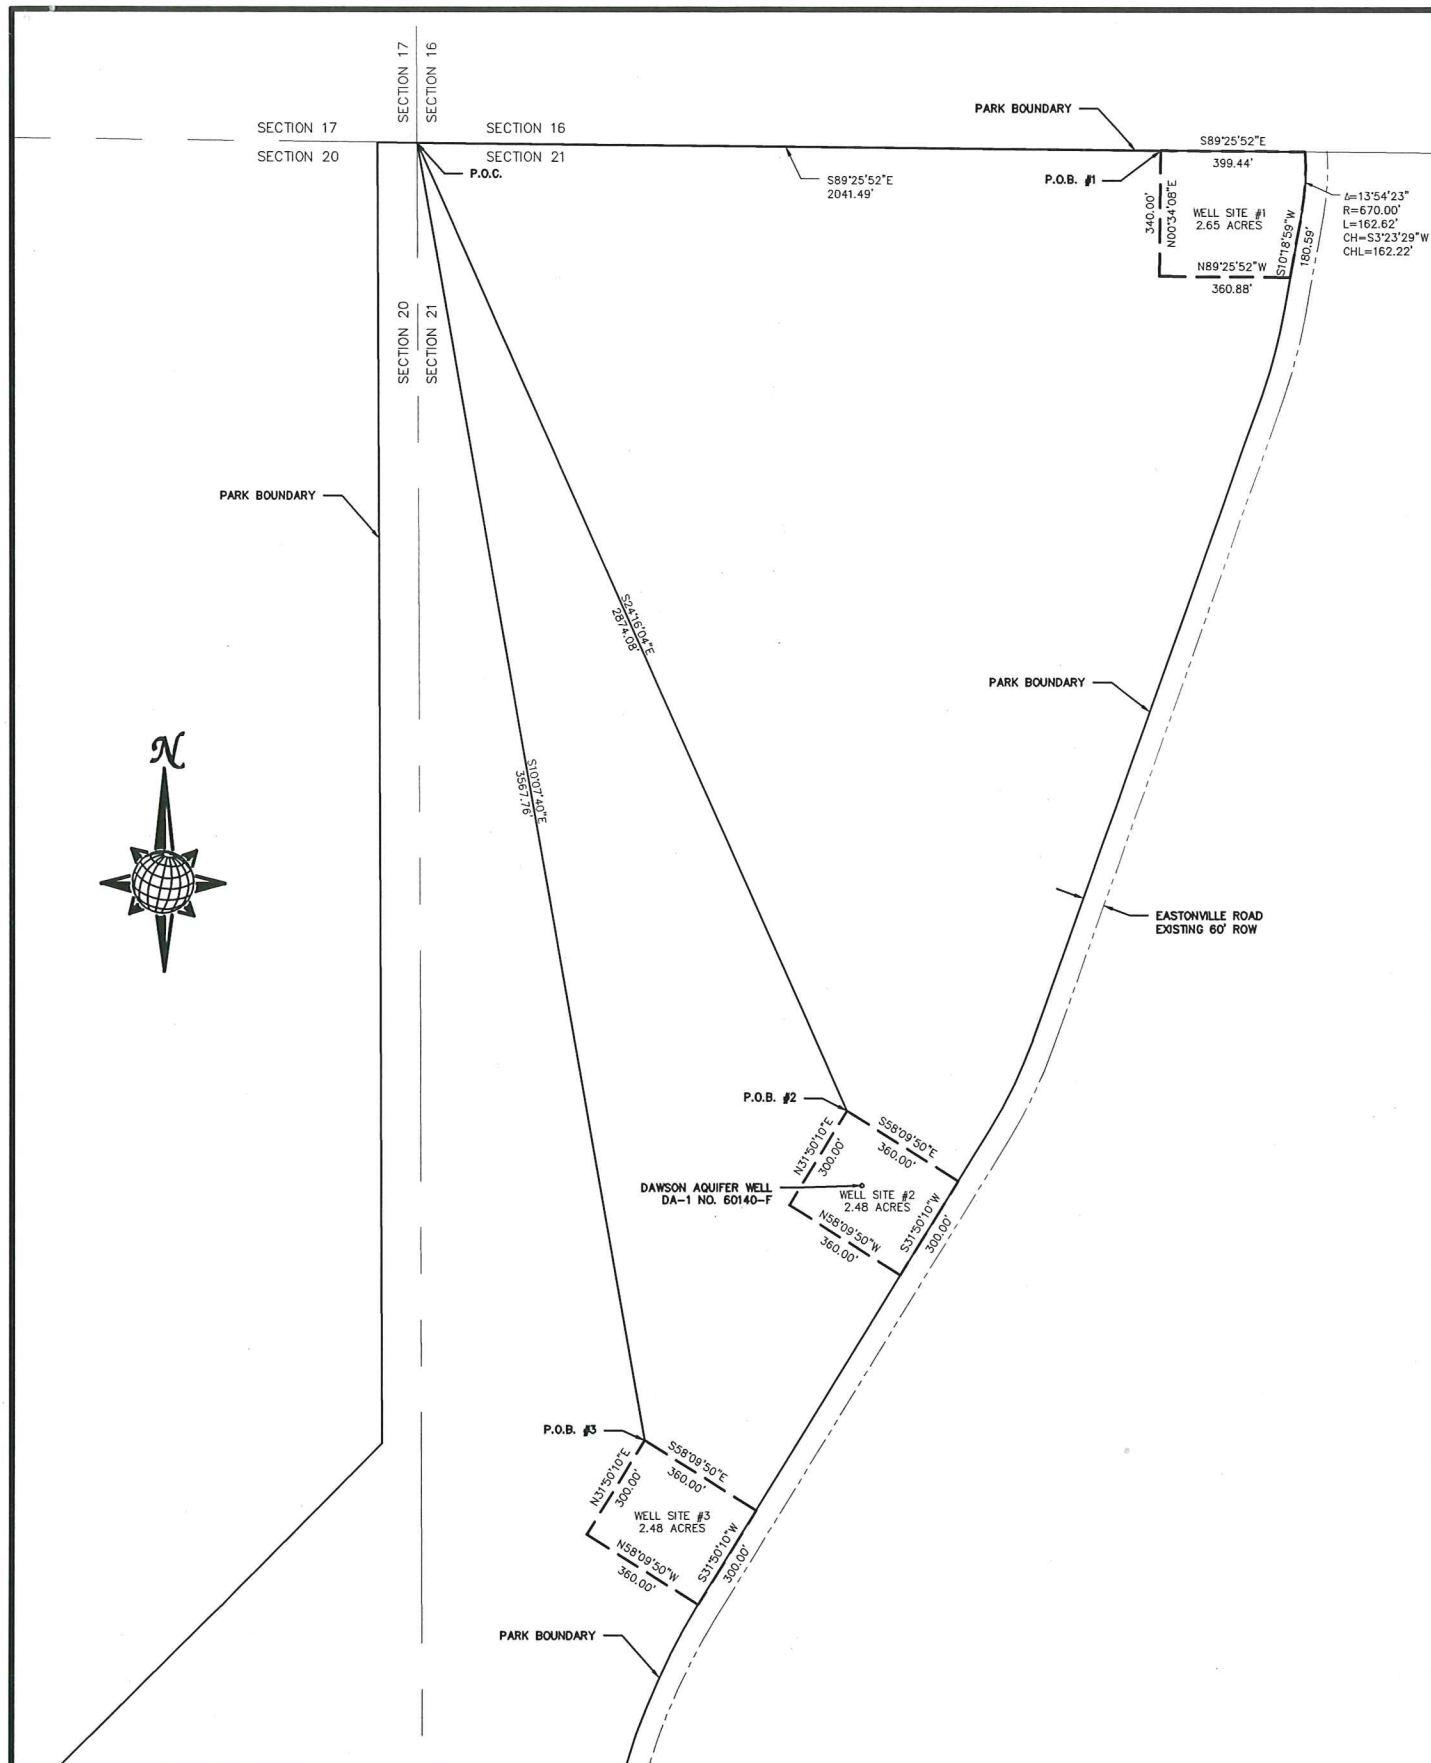 SECTION 17
SECTION 16
PARK BOUNDARY
SECTION 17
SECTION 16
SECTION 20
SECTION 21
P.O.C.
S89°25'52"E
2041.49'
P.O.B. #1
S89°25'52"E
399.44'
340.00'
N00°34'08"E
WELL SITE #1
2.65 ACRES
S10°18'59"W
180.59'
Δ=13°54'23"
R=670.00'
L=162.62'
CH=S3°23'29"W
CHL=162.22'
N89°25'52"W
360.88'
SECTION 20
SECTION 21
PARK BOUNDARY
S24°16'04"E
2874.08'
PARK BOUNDARY
N
S10°07'40"E
3567.76'
EASTONVILLE ROAD
EXISTING 60' ROW
P.O.B. #2
S58°09'50"E
360.00'
N31°50'10"E
300.00'
DAWSON AQUIFER WELL
DA-1 NO. 60140-F
WELL SITE #2
2.48 ACRES
N58°09'50"W
360.00'
S31°50'10"W
300.00'
P.O.B. #3
S58°09'50"E
360.00'
N31°50'10"E
300.00'
WELL SITE #3
2.48 ACRES
N58°09'50"W
360.00'
S31°50'10"W
300.00'
PARK BOUNDARY